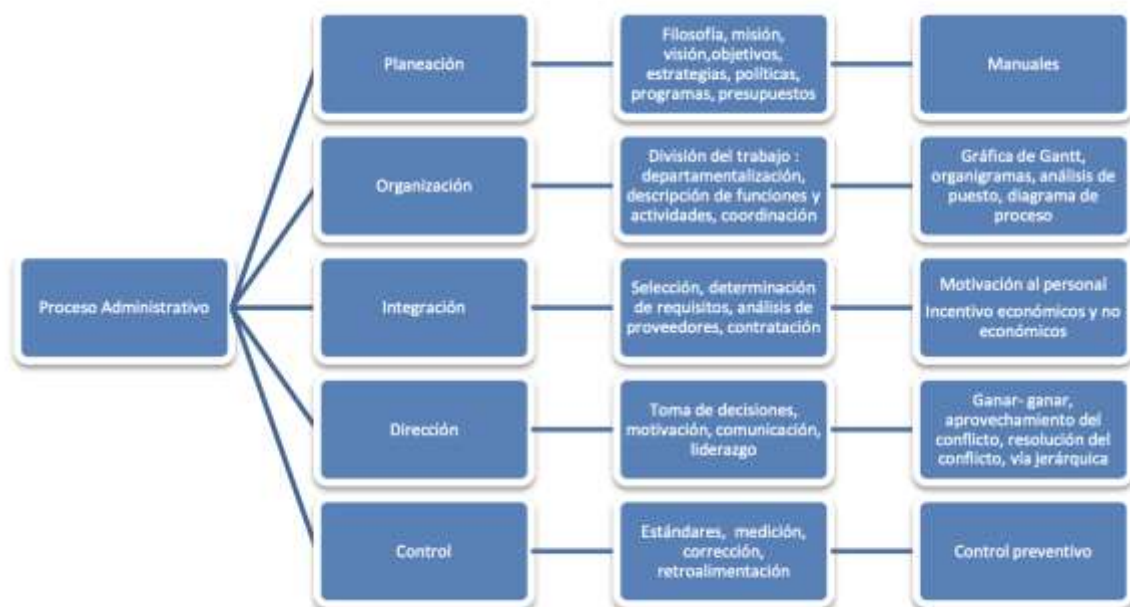 Planeación
Filosofía, misión,
visión,objetivos,
estrategias, políticas,
programas, presupuestos
Manuales
Organización
División del trabajo :
departamentalización,
descripción de funciones y
actividades, coordinación
Gráfica de Gantt,
organigramas, análisis de
puesto, diagrama de
proceso
Proceso Administrativo
Integración
Selección, determinación
de requisitos, análisis de
proveedores, contratación
Motivación al personal
Incentivo económicos y no
económicos
Dirección
Toma de decisiones,
motivación, comunicación,
liderazgo
Ganar- ganar,
aprovechamiento del
conflicto, resolución del
conflicto, vía jerárquica
Control
Estándares, medición,
corrección,
retroalimentación
Control preventivo